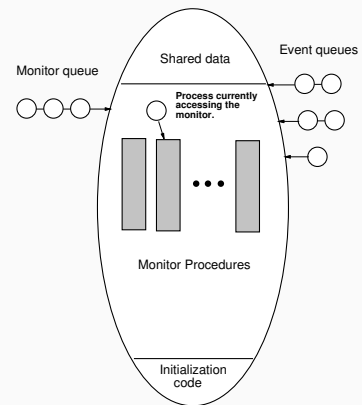 Shared data
Event queues
Monitor queue
Process currently
accessing the
monitor.
Monitor Procedures
Initialization
code